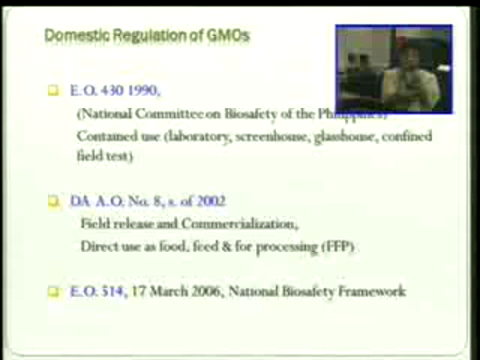 Domestic Regulation of GMOs
E.O. 430 1990,
(National Committee on Biosafety of the Philippines)
Contained use (laboratory, screenhouse, glasshouse, confined
field test)
DA A.O. No. 8, s. of 2002
Field release and Commercialization,
Direct use as food, feed & for processing (FFP)
E.O. 514, 17 March 2006, National Biosafety Framework